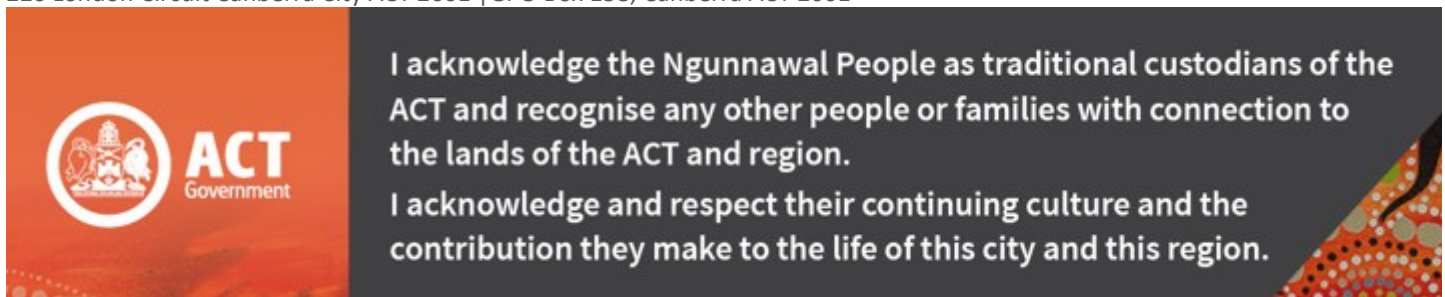 ACT
Government
I acknowledge the Ngunnawal People as traditional custodians of the
ACT and recognise any other people or families with connection to
the lands of the ACT and region.
I acknowledge and respect their continuing culture and the
contribution they make to the life of this city and this region.